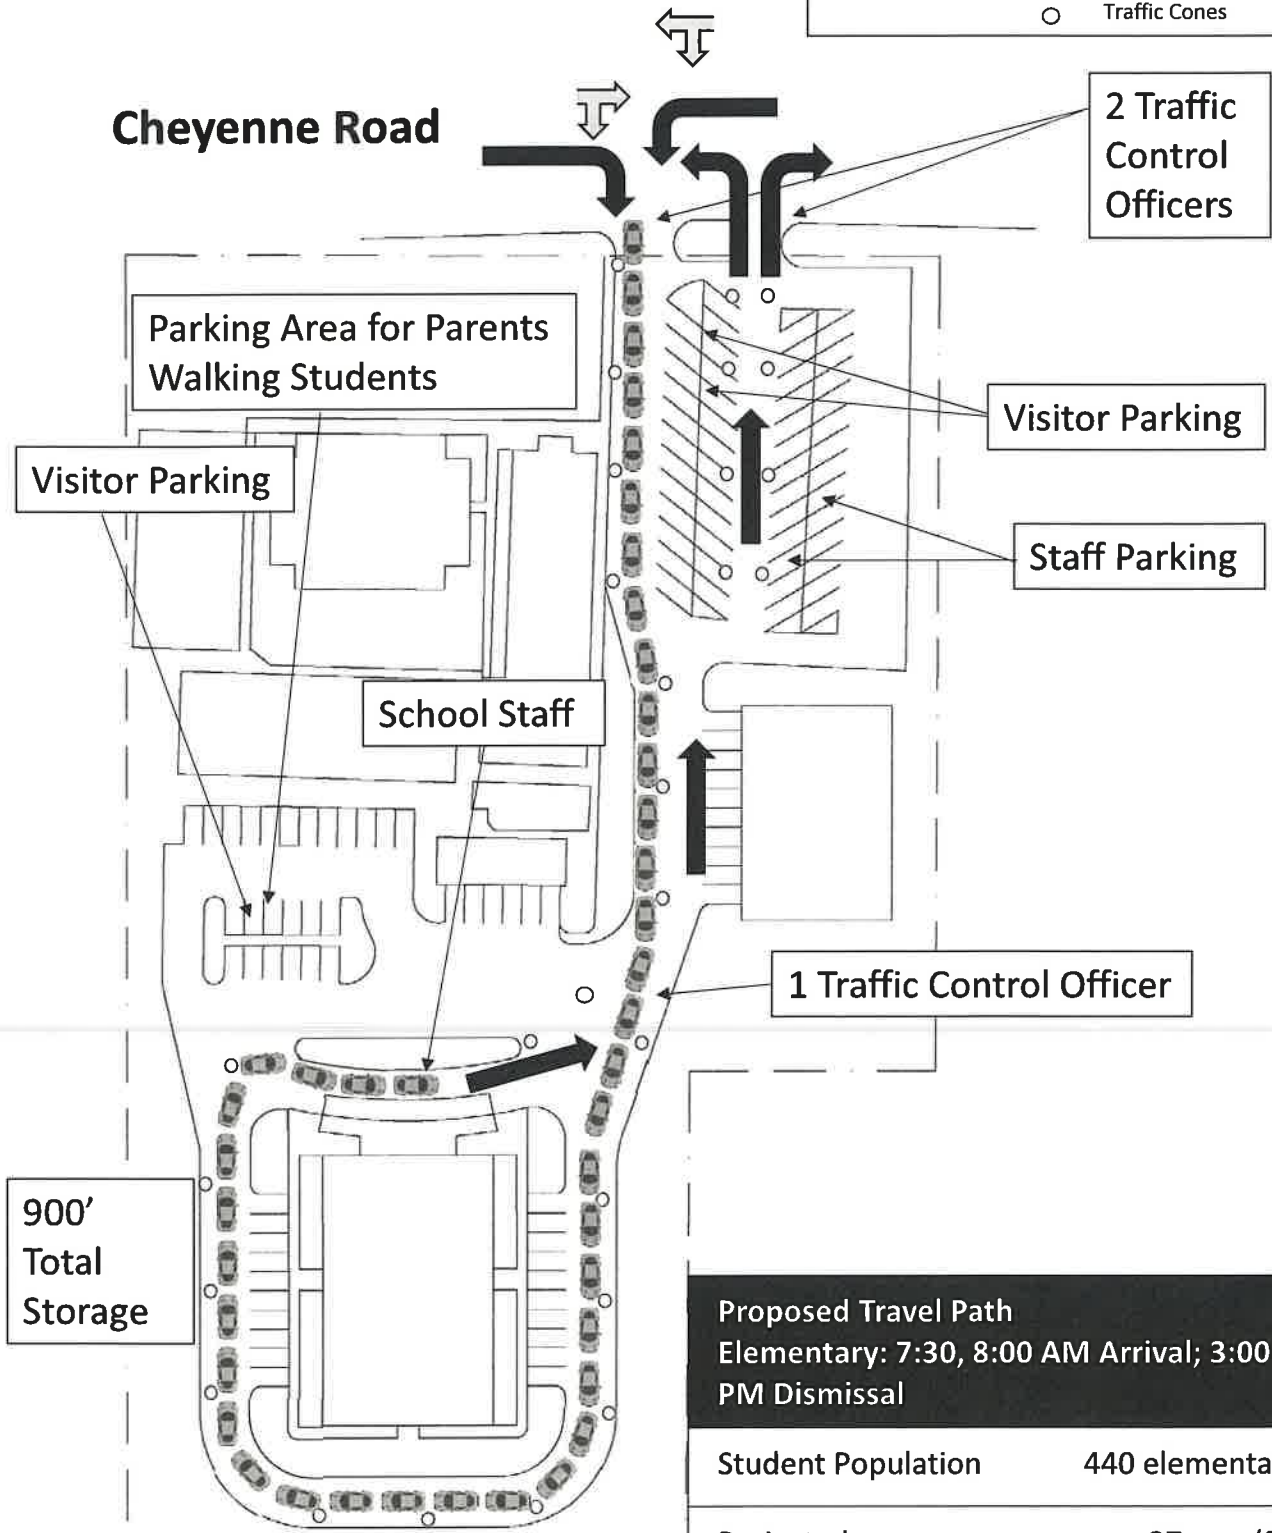 Traffic Cones
Cheyenne Road
2 Traffic
Control
Officers
Parking Area for Parents
Walking Students
Visitor Parking
Visitor Parking
Staff Parking
School Staff
1 Traffic Control Officer
900’
Total
Storage
Proposed Travel Path
Elementary: 7:30, 8:00 AM Arrival; 3:00
PM Dismissal
Student Population 440 elementa